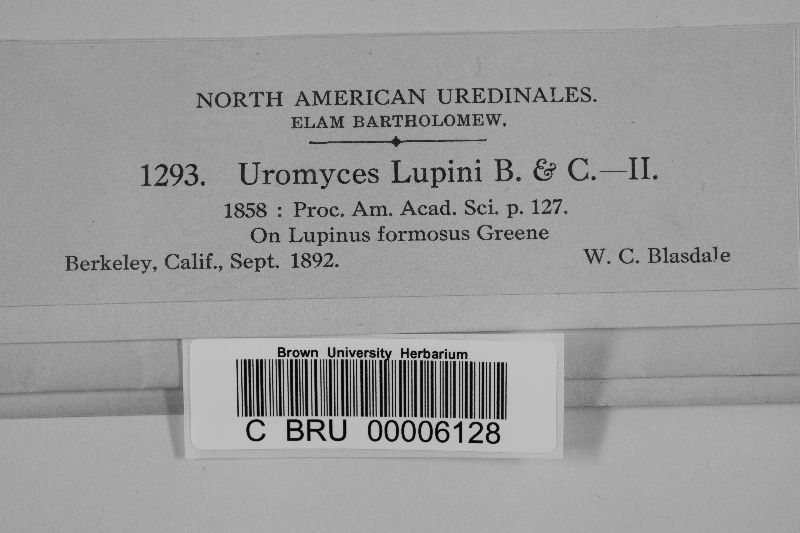 NORTH AMERICAN UREDINALES.
ELAM BARTHOLOMEW.
1293. Uromyces Lupini B. & C.—II.
1858 : Proc. Am. Acad. Sci. p. 127.
On Lupinus formosus Greene
Berkeley, Calif., Sept. 1892. W. C. Blasdale
Brown University Herbarium
C BRU 00006128